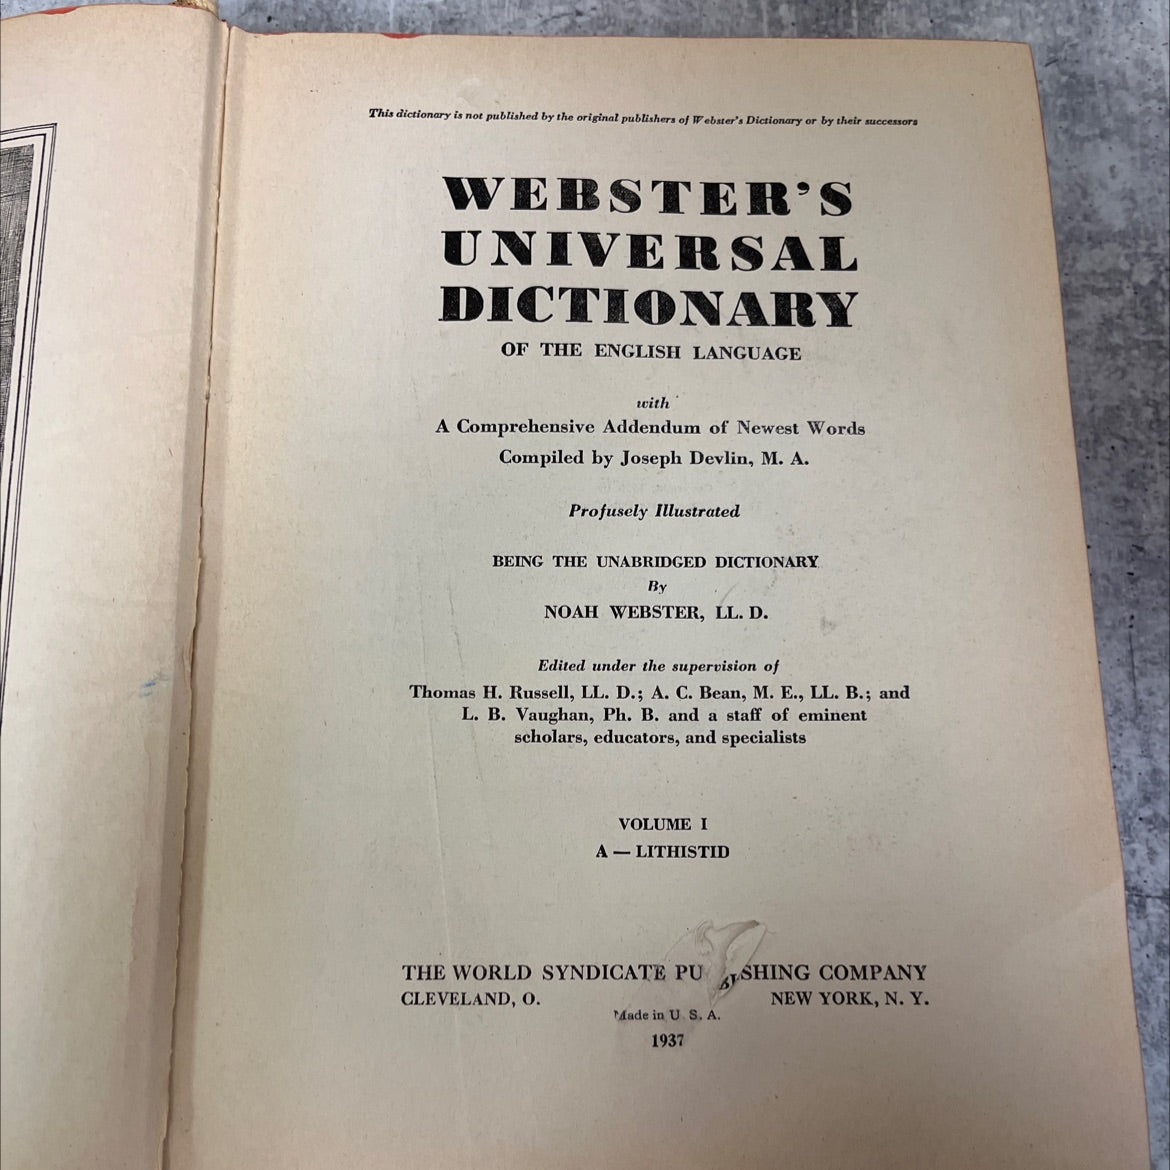 This dictionary is not published by the original publishers of Webster's Dictionary or by their successors
WEBSTER'S
UNIVERSAL
DICTIONARY
OF THE ENGLISH LANGUAGE
with
A Comprehensive Addendum of Newest Words
Compiled by Joseph Devlin, M. A.
Profusely Illustrated
BEING THE UNABRIDGED DICTIONARY
By
NOAH WEBSTER, LL. D.
Edited under the supervision of
Thomas H. Russell, LL. D.; A. C. Bean, M. E., LL. B.; and
L. B. Vaughan, Ph. B. and a staff of eminent
scholars, educators, and specialists
VOLUME I
A — LITHISTID
THE WORLD SYNDICATE PUBLISHING COMPANY
CLEVELAND, O. NEW YORK, N. Y.
Made in U. S. A.
1937